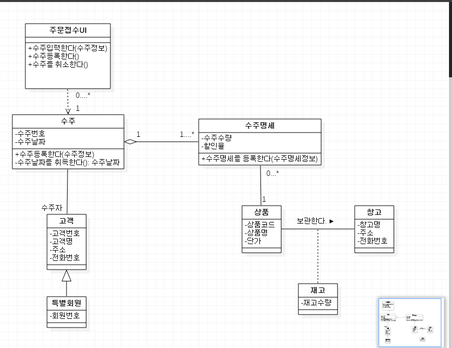 주문접수UI
+수주입력한다(수주정보)
+수주등록한다()
+수주를 취소한다()
0....*
1
수주
-수주번호
-수주날짜
+수주등록한다(수주정보)
-수주날짜를 취득한다(): 수주날짜
1
1....*
수주명세
-수주수량
-할인율
+수주명세를 등록한다(수주명세정보)
0...*
1
수주자
고객
-고객번호
-고객명
-주소
-전화번호
상품
-상품코드
-상품명
-단가
보관한다 ►
창고
-창고명
-주소
-전화번호
특별회원
-회원번호
재고
-재고수량